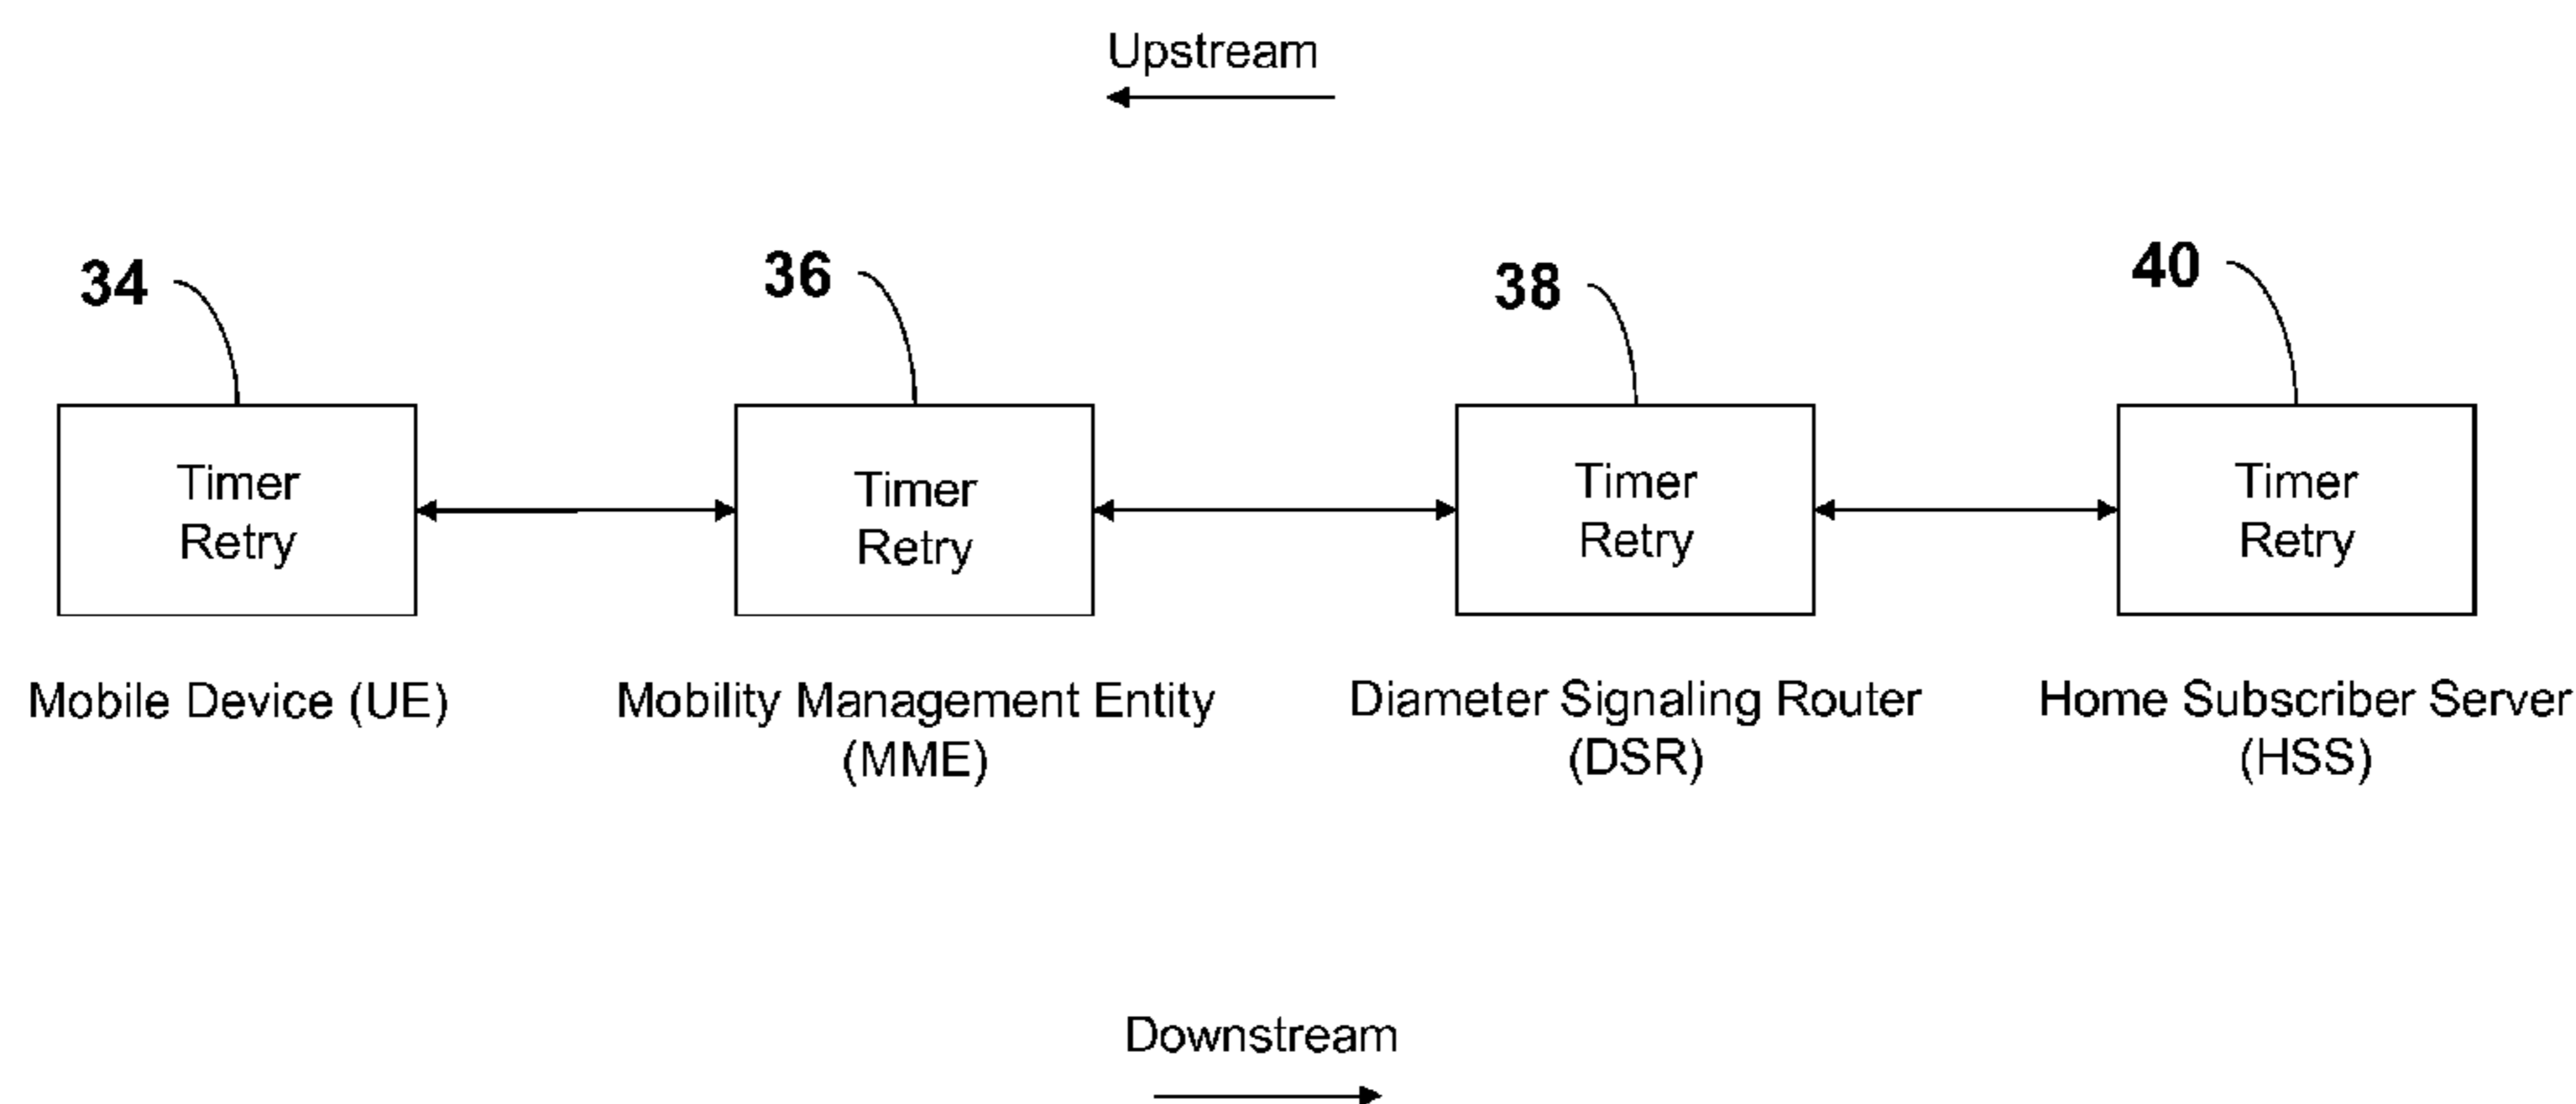 Upstream
34
36
38
40
Timer
Retry
Timer
Retry
Timer
Retry
Timer
Retry
Mobile Device (UE)
Mobility Management Entity
(MME)
Diameter Signaling Router
(DSR)
Home Subscriber Server
(HSS)
Downstream